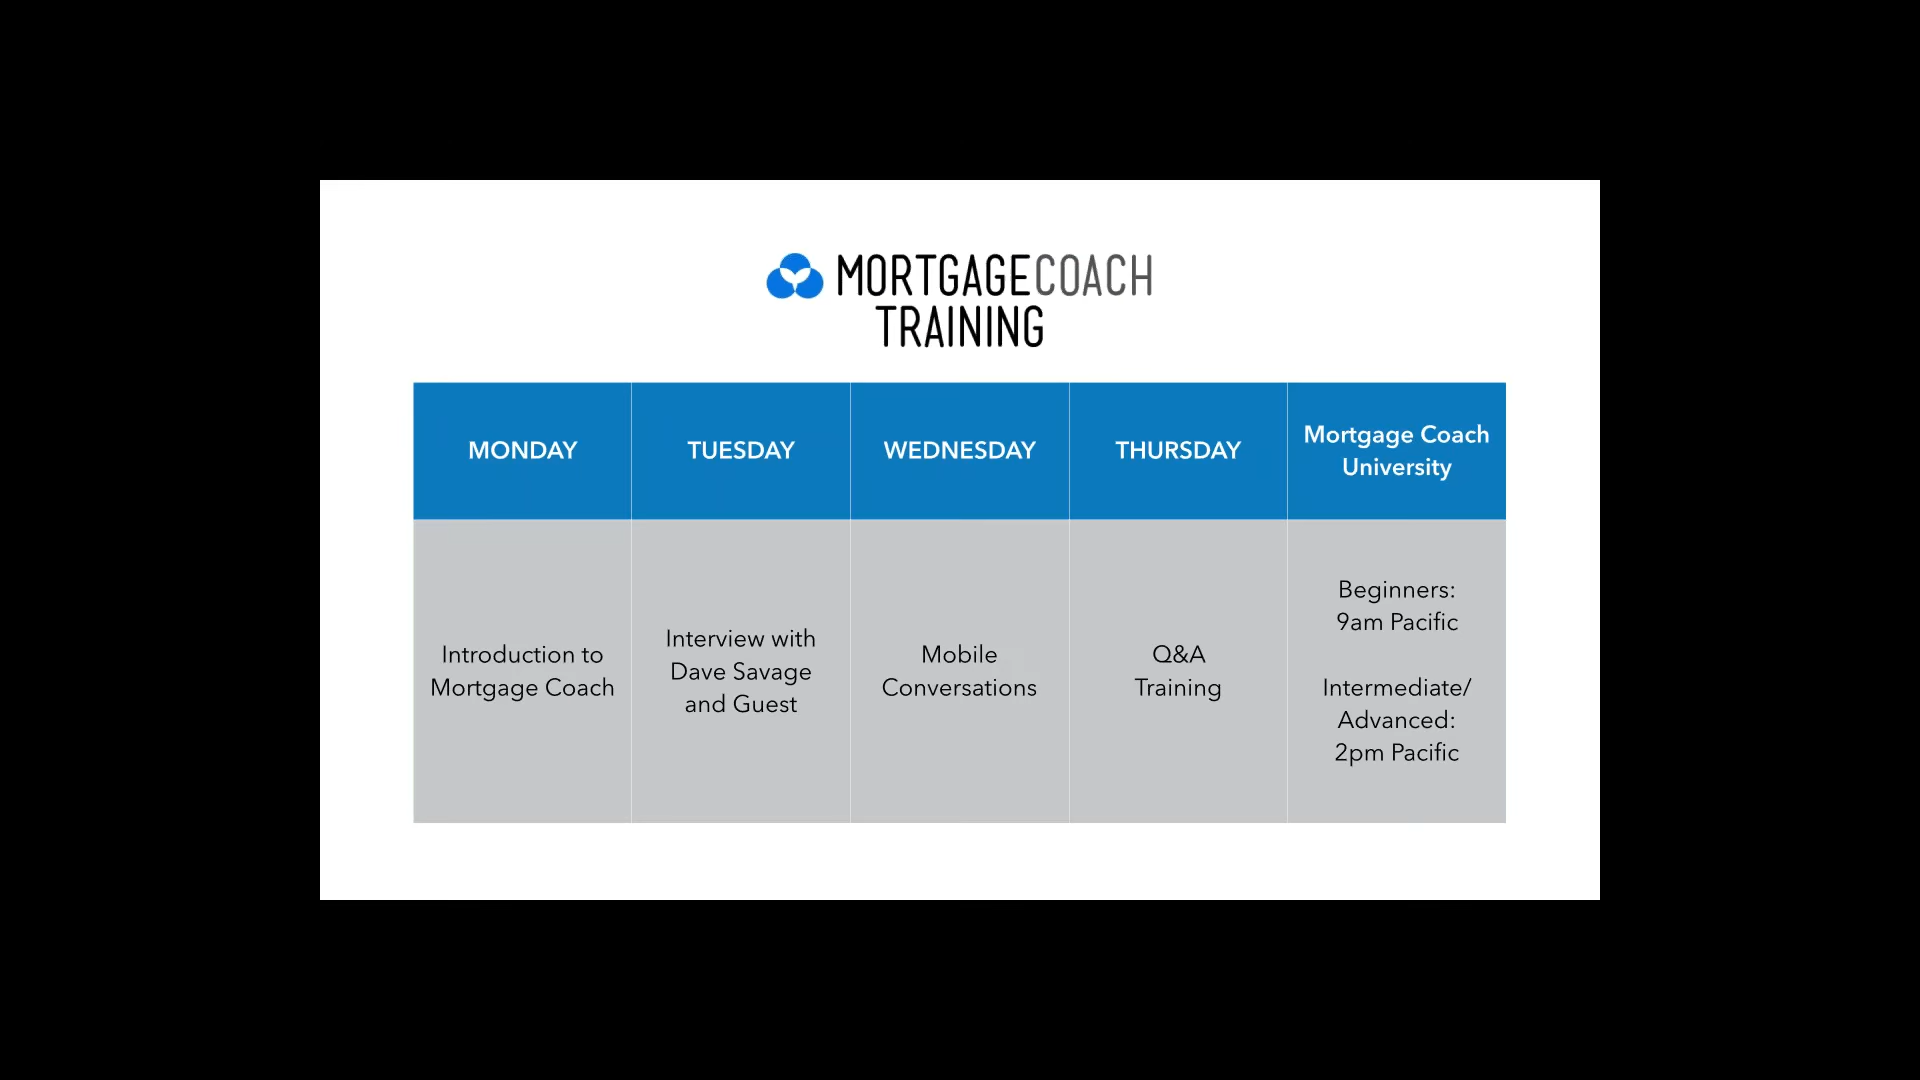 MORTGAGECOACH
TRAINING
MONDAY
TUESDAY
WEDNESDAY
THURSDAY
Mortgage Coach
University
Introduction to
Mortgage Coach
Interview with
Dave Savage
and Guest
Mobile
Conversations
Q&A
Training
Beginners:
9am Pacific
Intermediate/
Advanced:
2pm Pacific